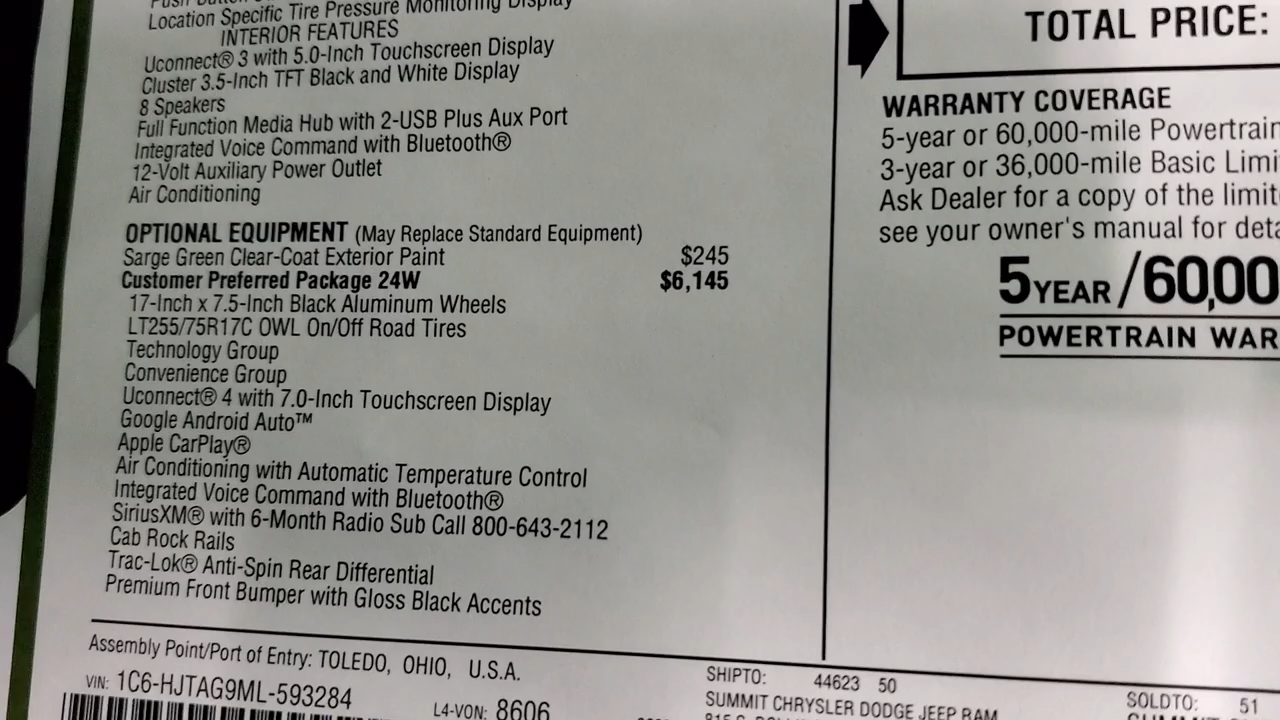 Location Specific Tire Pressure Monitoring Display
INTERIOR FEATURES
Uconnect® 3 with 5.0-Inch Touchscreen Display
Cluster 3.5-Inch TFT Black and White Display
8 Speakers
Full Function Media Hub with 2-USB Plus Aux Port
Integrated Voice Command with Bluetooth®
12-Volt Auxiliary Power Outlet
Air Conditioning
OPTIONAL EQUIPMENT (May Replace Standard Equipment)
Sarge Green Clear-Coat Exterior Paint $245
Customer Preferred Package 24W $6,145
17-Inch x 7.5-Inch Black Aluminum Wheels
LT255/75R17C OWL On/Off Road Tires
Technology Group
Convenience Group
Uconnect® 4 with 7.0-Inch Touchscreen Display
Google Android Auto™
Apple CarPlay®
Air Conditioning with Automatic Temperature Control
Integrated Voice Command with Bluetooth®
SiriusXM® with 6-Month Radio Sub Call 800-643-2112
Cab Rock Rails
Trac-Lok® Anti-Spin Rear Differential
Premium Front Bumper with Gloss Black Accents
TOTAL PRICE:
WARRANTY COVERAGE
5-year or 60,000-mile Powertrain
3-year or 36,000-mile Basic Limi
Ask Dealer for a copy of the limit
see your owner's manual for deta
5 YEAR/60,00
POWERTRAIN WAR
Assembly Point/Port of Entry: TOLEDO, OHIO, U.S.A.
VIN: 1C6-HJTAG9ML-593284
L4-VON: 8606
SHIPTO: 44623 50
SUMMIT CHRYSLER DODGE JEEP RAM
SOLDTO: 51